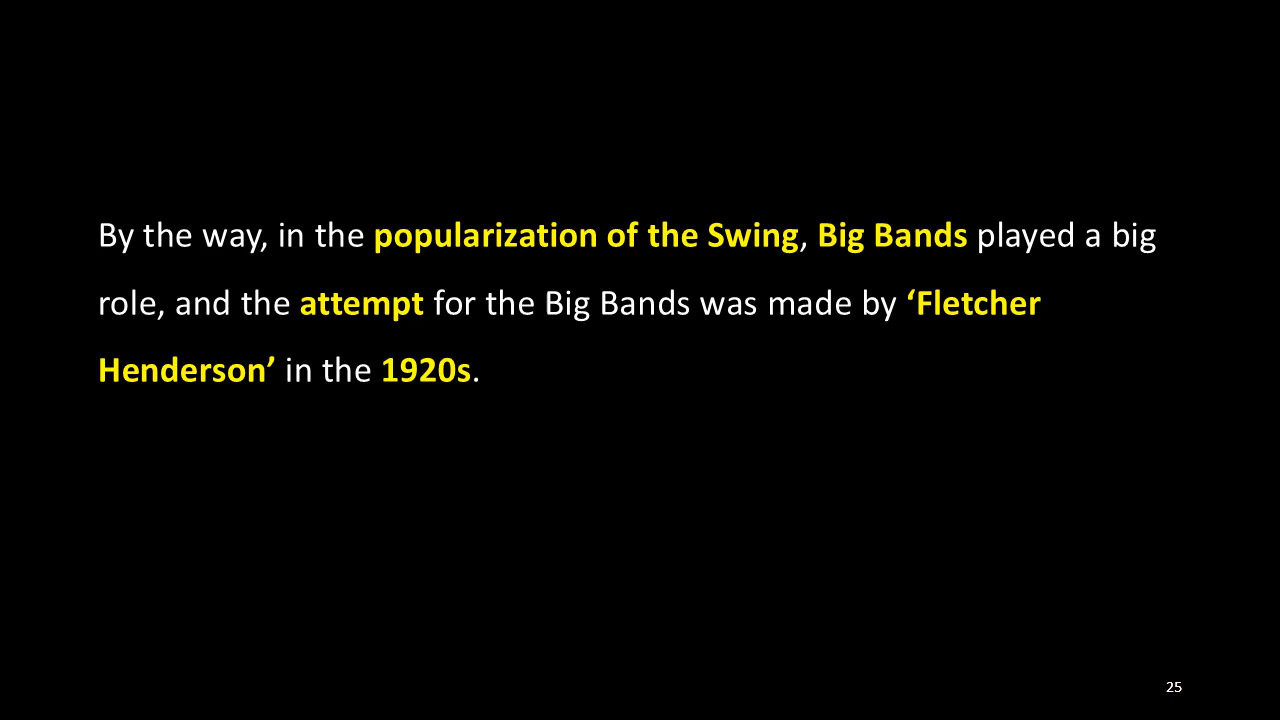 By the way, in the popularization of the Swing, Big Bands played a big
role, and the attempt for the Big Bands was made by ‘Fletcher
Henderson’ in the 1920s.
25